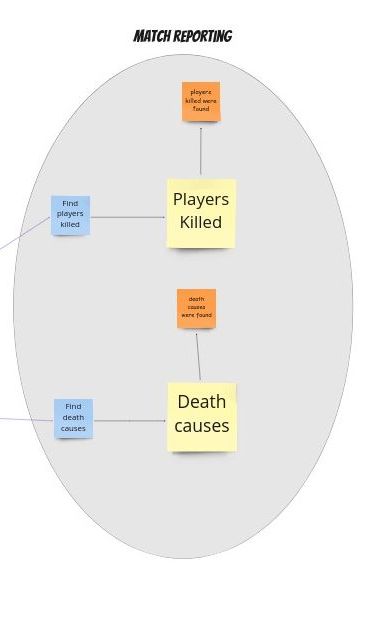 MATCH REPORTING
players
killed were
found
Find
players
killed
Players
Killed
death
causes
were found
Find
death
causes
Death
causes